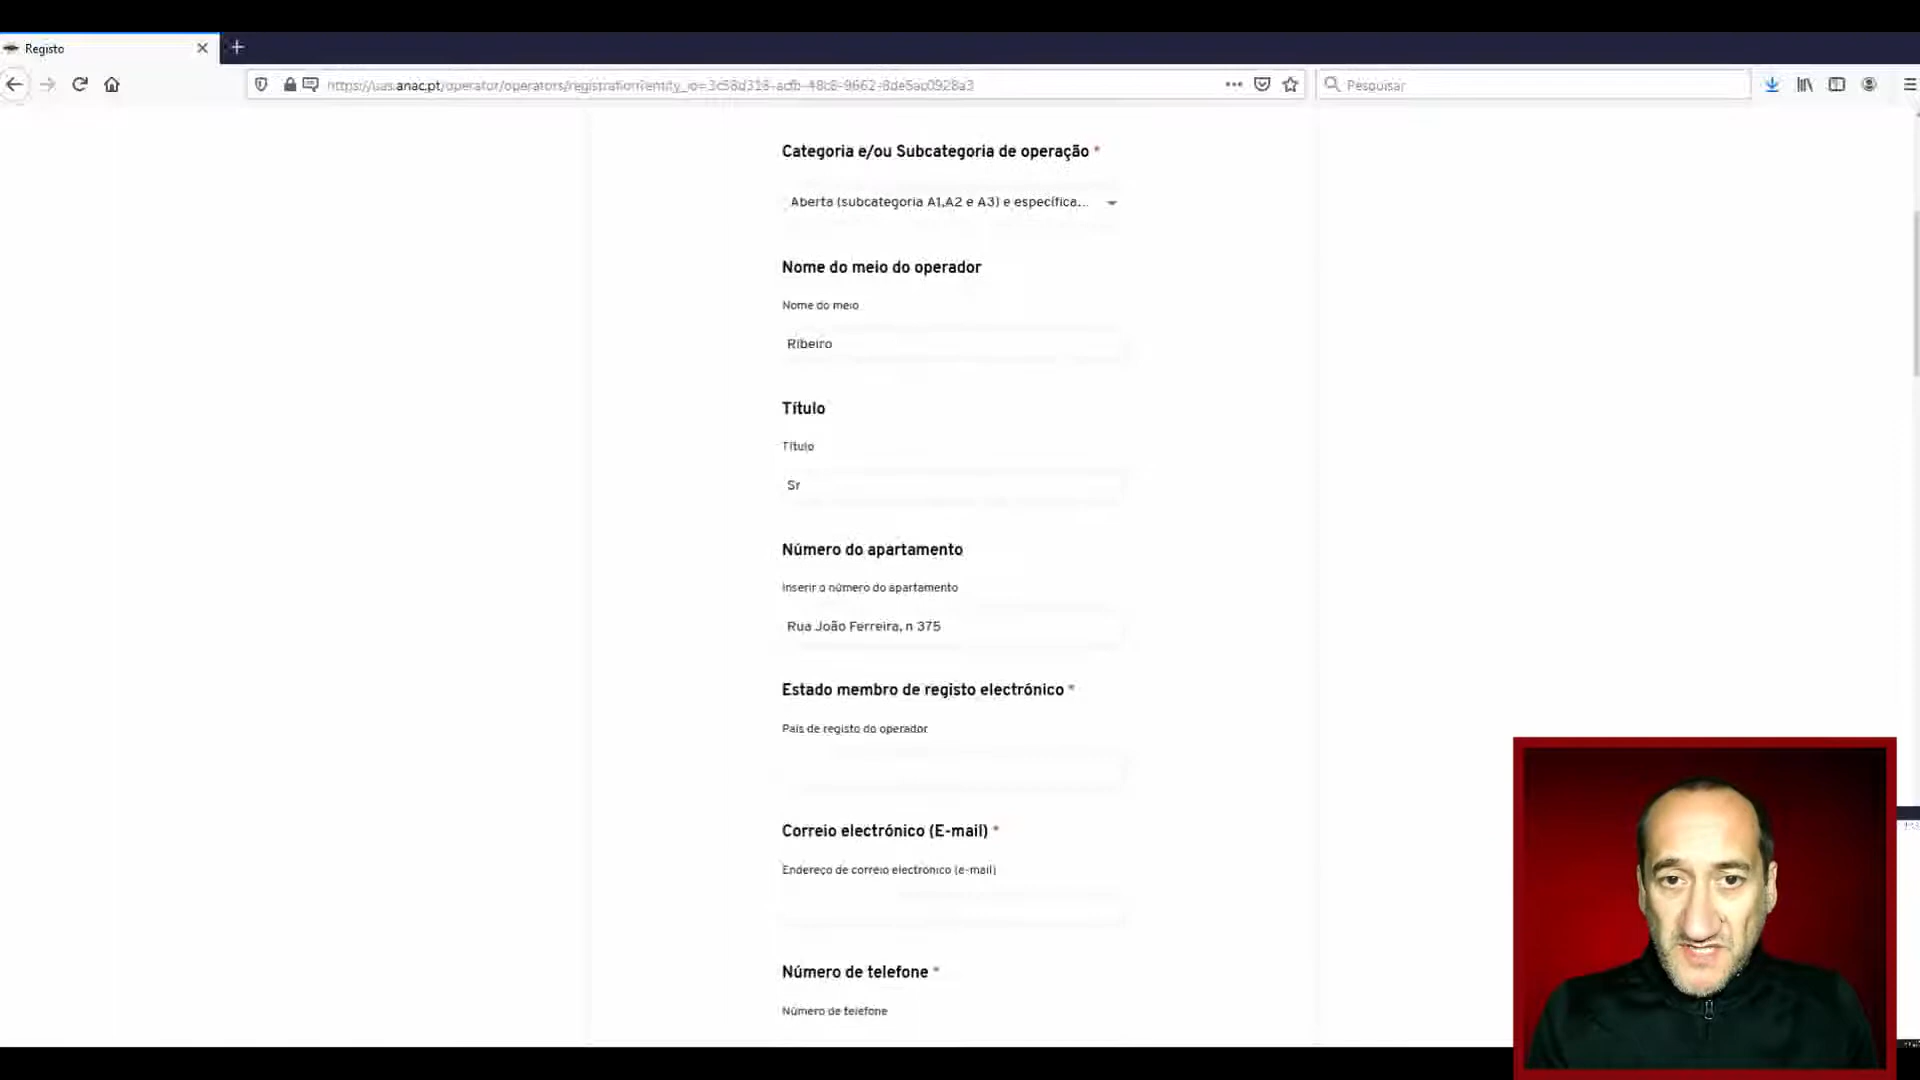 Registo
https://uas.anac.pt/operator/operators/registration?entity_id=3c58d318-acfb-48c8-9662-8de5ac0928a3
Pesquisar
Categoria e/ou Subcategoria de operação *
Aberta (subcategoria A1,A2 e A3) e específica...
Nome do meio do operador
Nome do meio
Ribeiro
Título
Título
Sr
Número do apartamento
Inserir o número do apartamento
Rua João Ferreira, n 375
Estado membro de registo electrónico *
País de registo do operador
Correio electrónico (E-mail) *
Endereço de correio electrónico (e-mail)
Número de telefone *
Número de telefone